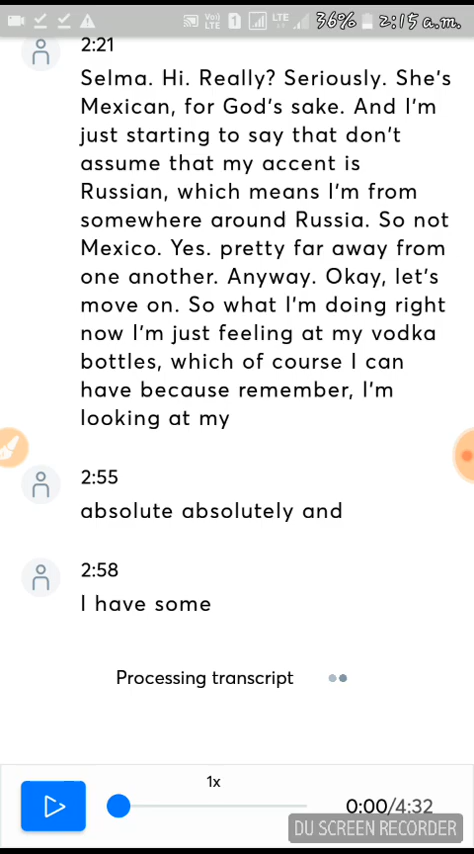 Voi) LTE 1 LTE 36% 2:15 a.m.
2:21
Selma. Hi. Really? Seriously. She's
Mexican, for God's sake. And I'm
just starting to say that don't
assume that my accent is
Russian, which means I'm from
somewhere around Russia. So not
Mexico. Yes. pretty far away from
one another. Anyway. Okay, let's
move on. So what I'm doing right
now I'm just feeling at my vodka
bottles, which of course I can
have because remember, I'm
looking at my
2:55
absolute absolutely and
2:58
I have some
Processing transcript
1x
0:00/4:32
DU SCREEN RECORDER